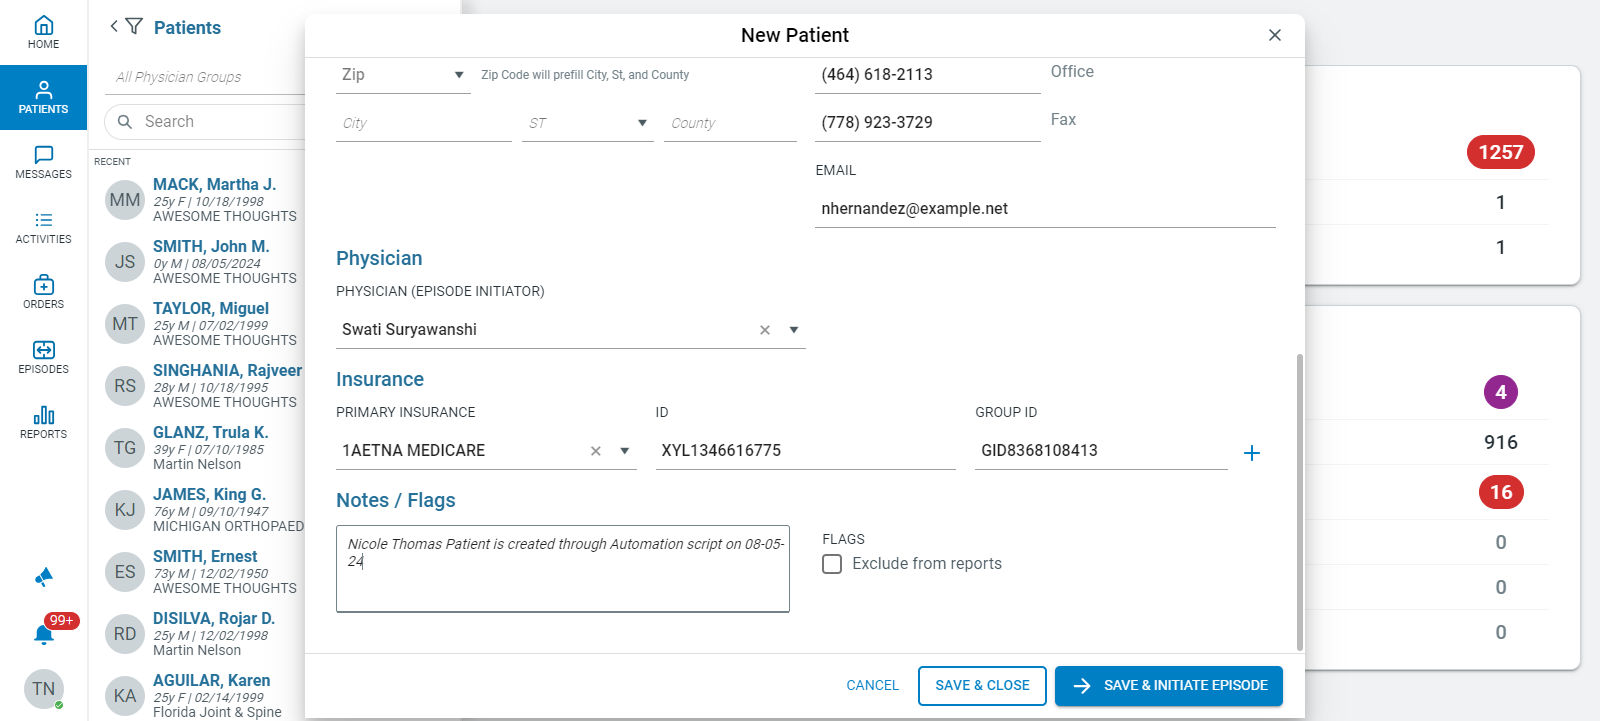 HOME
PATIENTS
MESSAGES
ACTIVITIES
ORDERS
EPISODES
REPORTS
99+
TN
Patients
All Physician Groups
Search
RECENT
MM
MACK, Martha J.
25y F | 10/18/1998
AWESOME THOUGHTS
JS
SMITH, John M.
0y M | 08/05/2024
AWESOME THOUGHTS
MT
TAYLOR, Miguel
25y M | 07/02/1999
AWESOME THOUGHTS
RS
SINGHANIA, Rajveer
28y M | 10/18/1995
AWESOME THOUGHTS
TG
GLANZ, Trula K.
39y F | 07/10/1985
Martin Nelson
KJ
JAMES, King G.
76y M | 09/10/1947
MICHIGAN ORTHOPAED
ES
SMITH, Ernest
73y M | 12/02/1950
AWESOME THOUGHTS
RD
DISILVA, Rojar D.
25y M | 12/02/1998
Martin Nelson
KA
AGUILAR, Karen
25y F | 02/14/1999
Florida Joint & Spine
New Patient
Zip
Zip Code will prefill City, St, and County
(464) 618-2113
Office
City
ST
County
(778) 923-3729
Fax
EMAIL
nhernandez@example.net
Physician
PHYSICIAN (EPISODE INITIATOR)
Swati Suryawanshi
Insurance
PRIMARY INSURANCE
ID
GROUP ID
1AETNA MEDICARE
XYL1346616775
GID8368108413
Notes / Flags
Nicole Thomas Patient is created through Automation script on 08-05-
24
FLAGS
Exclude from reports
CANCEL
SAVE & CLOSE
SAVE & INITIATE EPISODE
1257
1
1
4
916
16
0
0
0